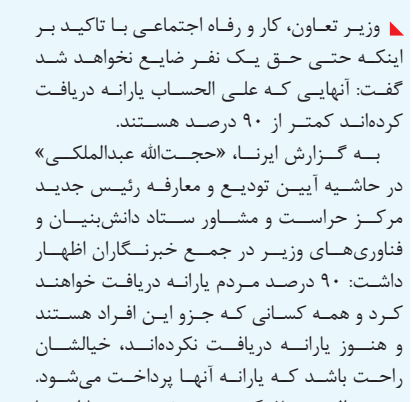 وزیر تعاون، کار و رفاه اجتماعی با تاکید بر
اینکه حتی حق یک نفر ضایع نخواهد شد
گفت: آنهایی که علی الحساب یارانه دریافت
کرده‌اند کمتر از ۹۰ درصد هستند.
به گزارش ایرنا، «حجت‌الله عبدالملکی»
در حاشیه آیین تودیع و معارفه رئیس جدید
مرکز حراست و مشاور ستاد دانش‌بنیان و
فناوری‌های وزیر در جمع خبرنگاران اظهار
داشت: ۹۰ درصد مردم یارانه دریافت خواهند
کرد و همه کسانی که جزو این افراد هستند
و هنوز یارانه دریافت نکرده‌اند، خیالشان
راحت باشد که یارانه آنها پرداخت می‌شود.